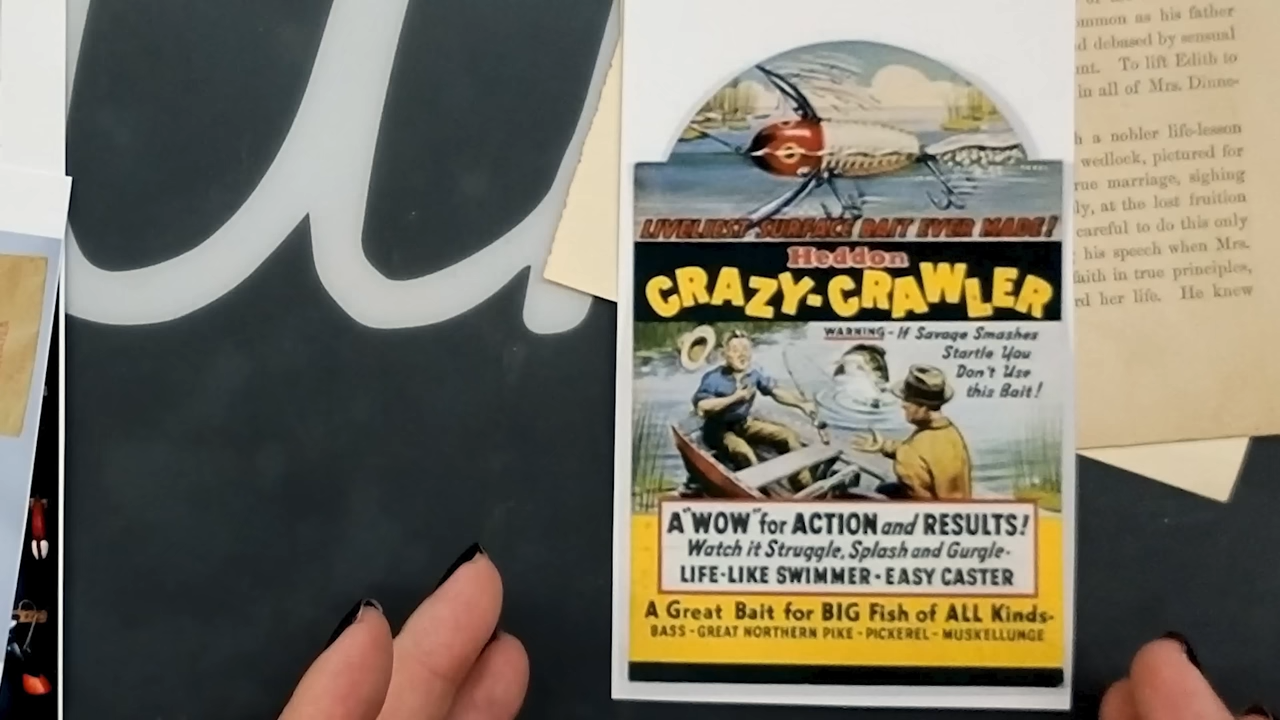 LIVELIEST SURFACE BAIT EVER MADE!
Heddon
CRAZY-CRAWLER
WARNING - If Savage Smashes
Startle You
Don't Use
this Bait!
A "WOW" for ACTION and RESULTS!
Watch it Struggle, Splash and Gurgle-
LIFE-LIKE SWIMMER - EASY CASTER
A Great Bait for BIG Fish of ALL Kinds-
BASS - GREAT NORTHERN PIKE - PICKEREL - MUSKELLUNGE
mmon as his father
d debased by sensual
nt. To lift Edith to
in all of Mrs. Dinne-
h a nobler life-lesson
wedlock, pictured for
rue marriage, sighing
ly, at the lost fruition
careful to do this only
his speech when Mrs.
faith in true principles,
rd her life. He knew